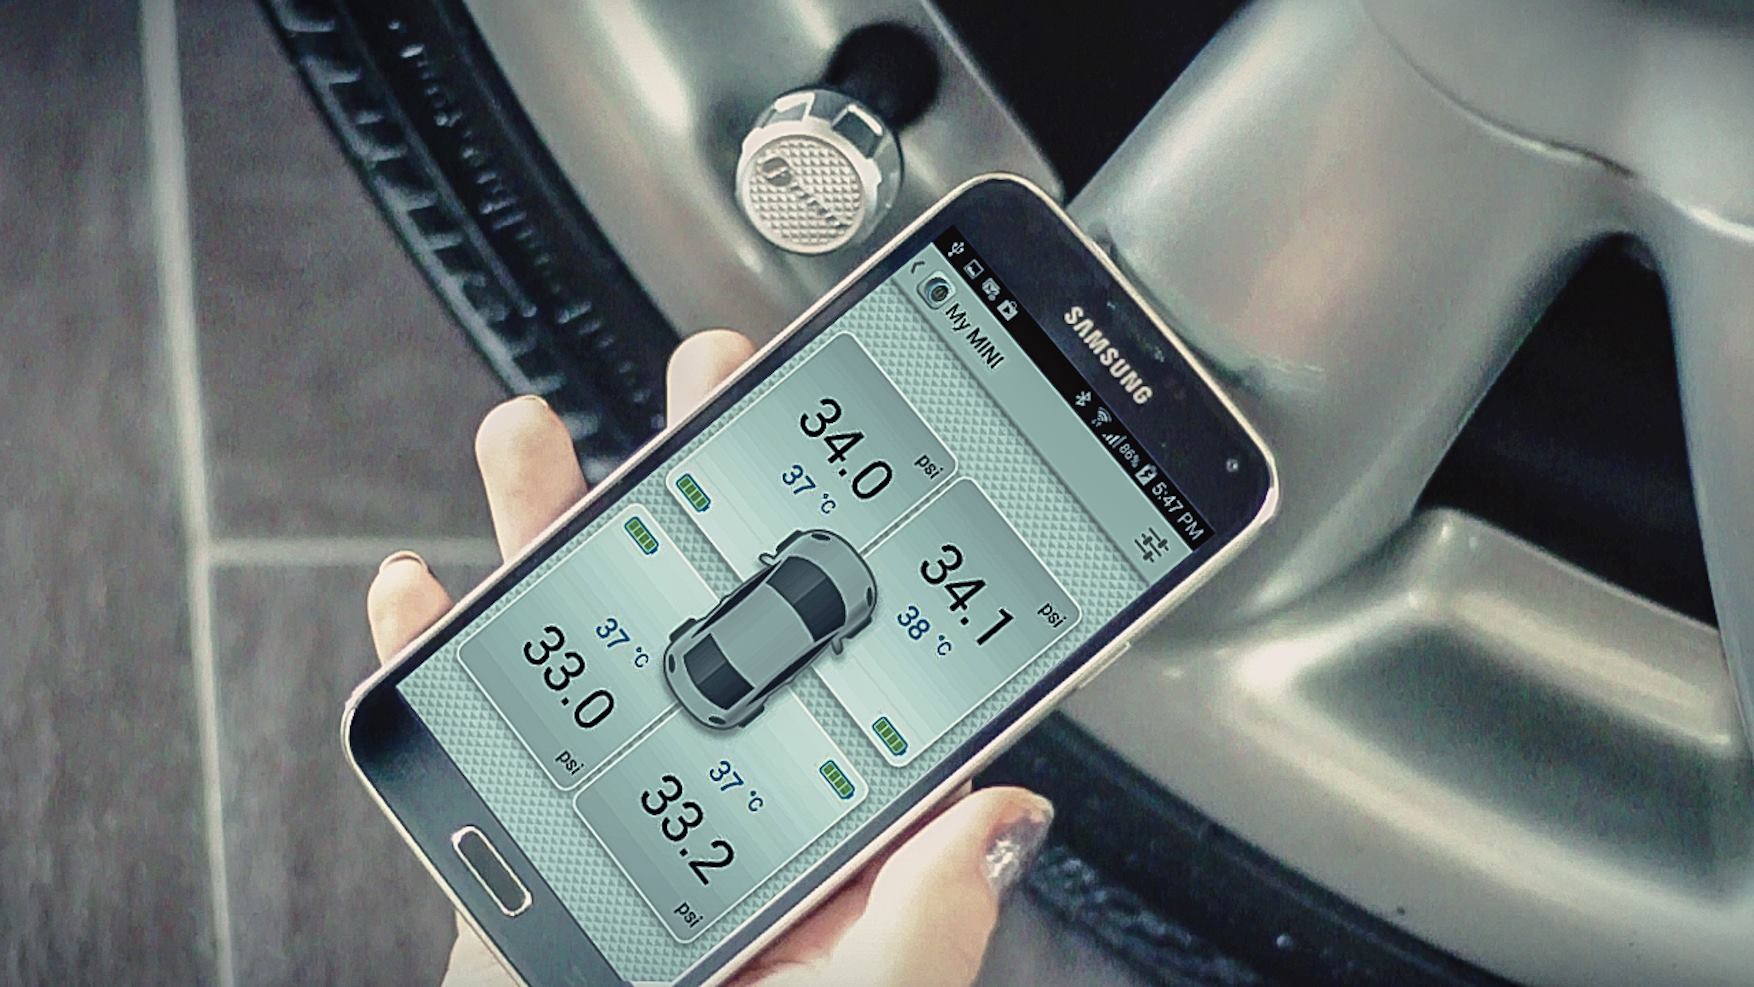 SAMSUNG
86% 5:47 PM
My MINI
34.0 psi
37 °C
34.1 psi
38 °C
37 °C
33.0 psi
37 °C
33.2 psi